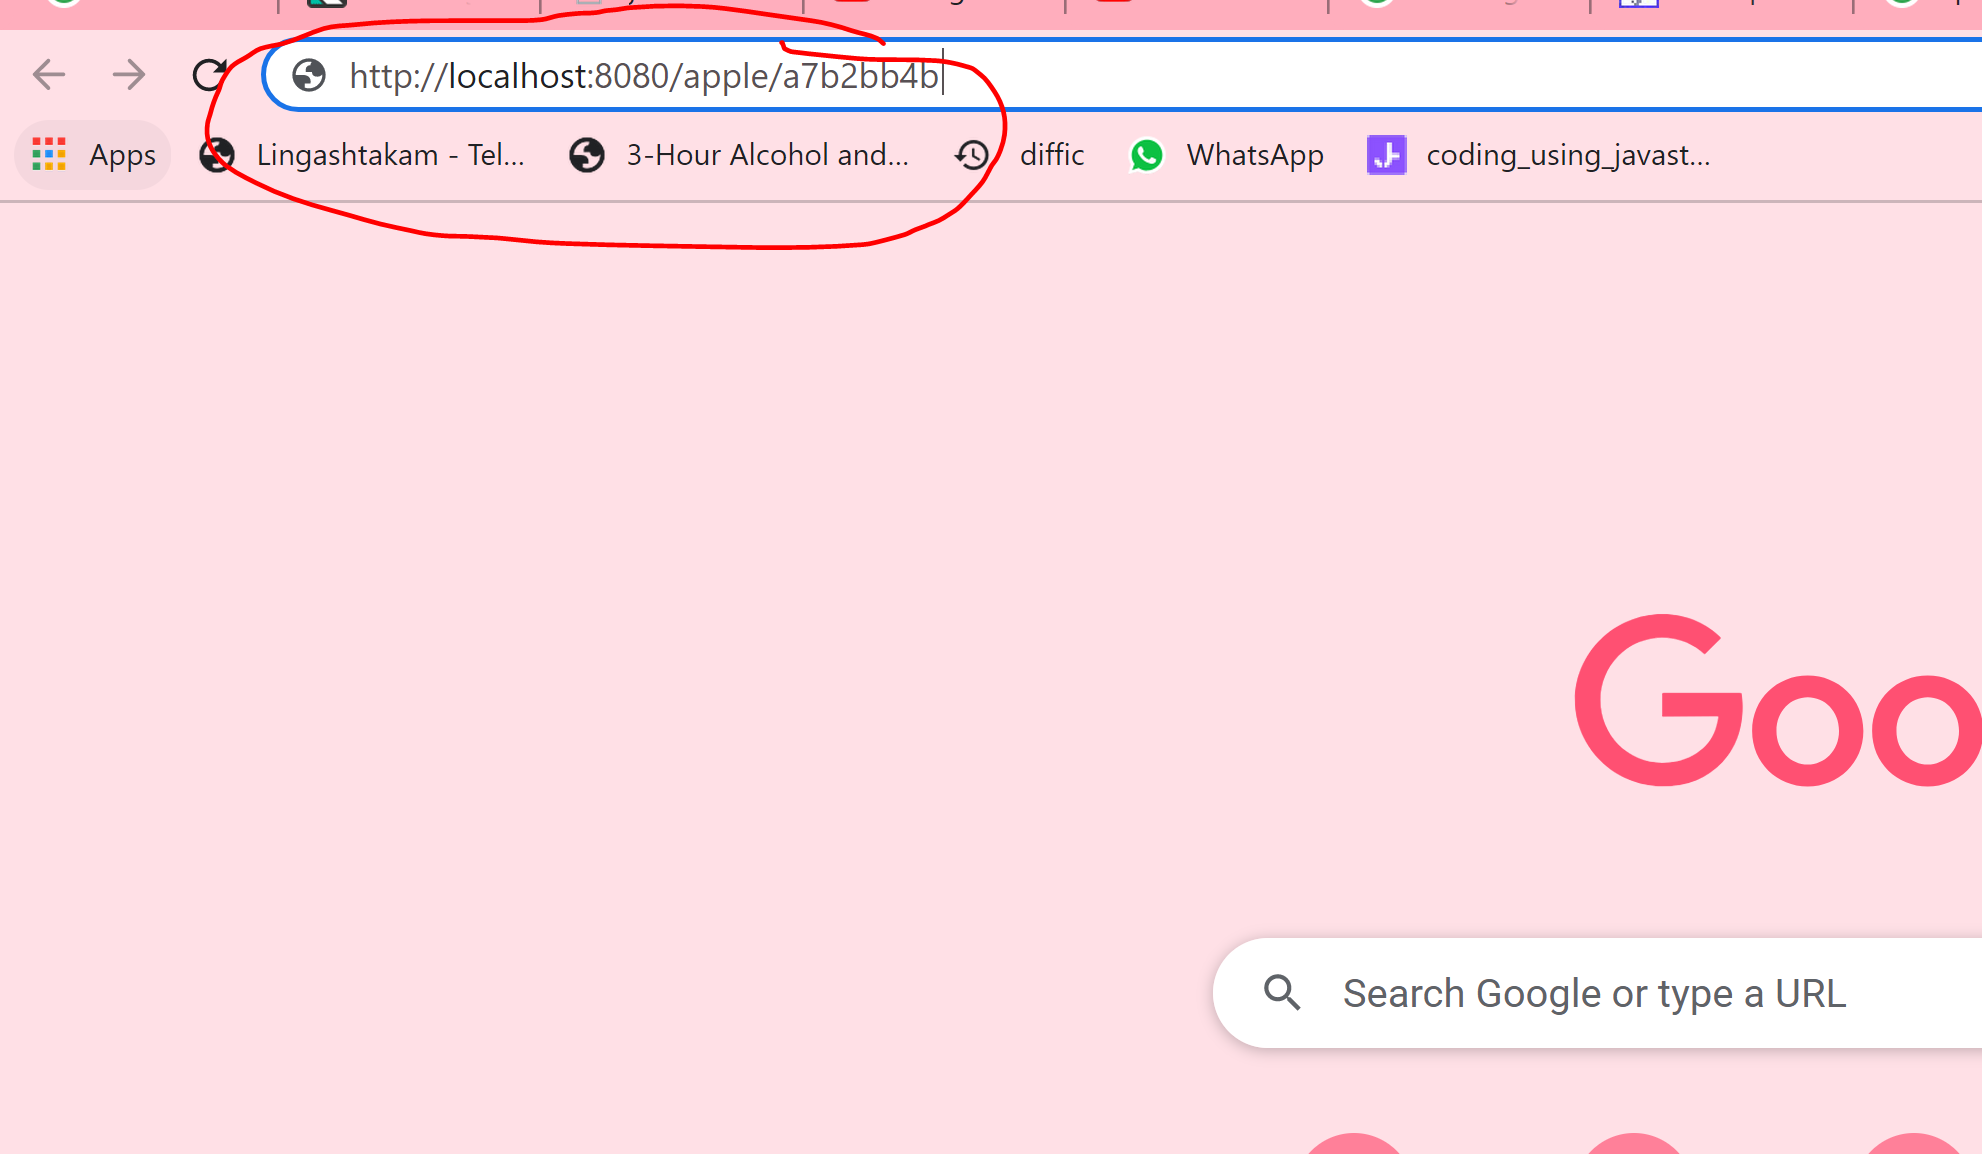 http://localhost:8080/apple/a7b2bb4b
Apps Lingashtakam - Tel... 3-Hour Alcohol and... diffic WhatsApp coding_using_javast...
Goo
Search Google or type a URL